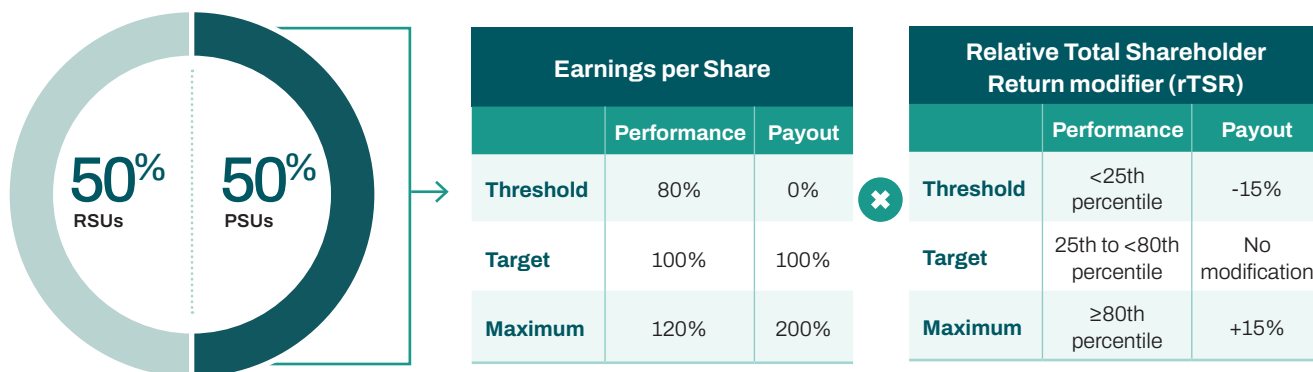 50%
RSUs
50%
PSUs
Earnings per Share
Performance Payout
Threshold 80% 0%
Target 100% 100%
Maximum 120% 200%
Relative Total Shareholder
Return modifier (rTSR)
Performance Payout
Threshold <25th percentile -15%
Target 25th to <80th percentile No modification
Maximum ≥80th percentile +15%